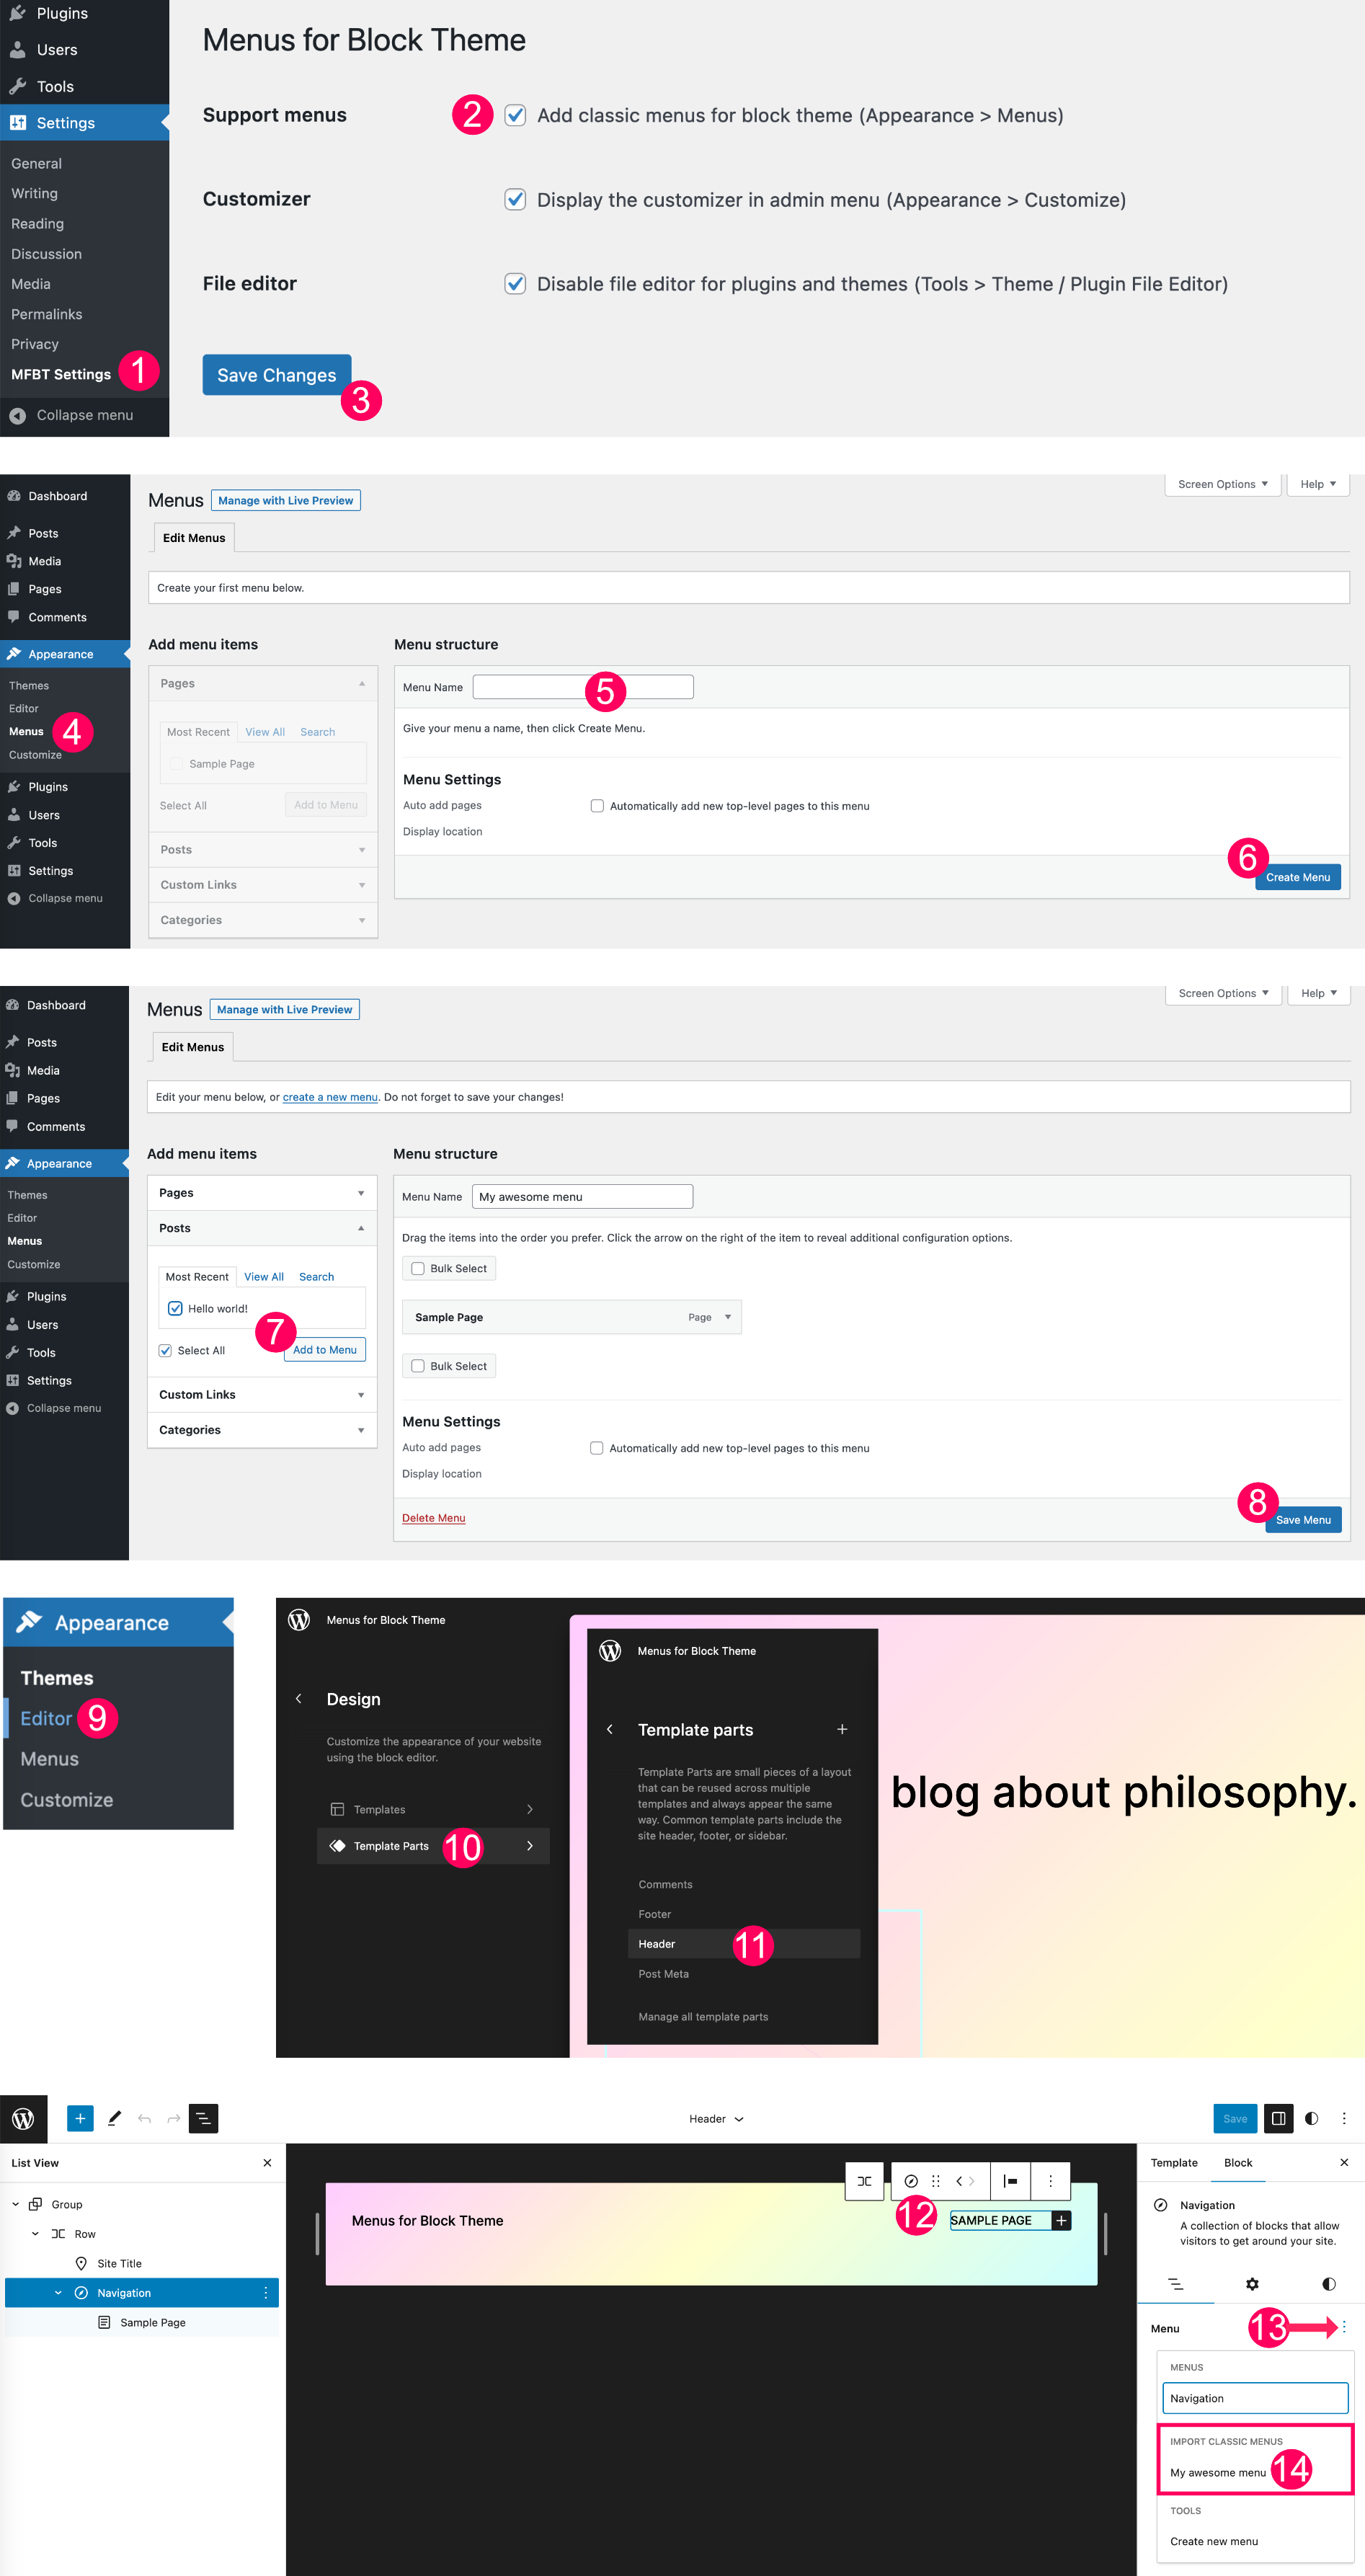 Plugins
Users
Tools
Settings
General
Writing
Reading
Discussion
Media
Permalinks
Privacy
MFBT Settings 1
Collapse menu
Menus for Block Theme
Support menus 2 Add classic menus for block theme (Appearance > Menus)
Customizer Display the customizer in admin menu (Appearance > Customize)
File editor Disable file editor for plugins and themes (Tools > Theme / Plugin File Editor)
Save Changes 3
Dashboard
Posts
Media
Pages
Comments
Appearance
Themes
Editor
Menus 4
Customize
Plugins
Users
Tools
Settings
Collapse menu
Menus Manage with Live Preview
Screen Options Help
Edit Menus
Create your first menu below.
Add menu items
Pages
Most Recent View All Search
Sample Page
Select All Add to Menu
Posts
Custom Links
Categories
Menu structure
Menu Name 5
Give your menu a name, then click Create Menu.
Menu Settings
Auto add pages Automatically add new top-level pages to this menu
Display location
6
Create Menu
Dashboard
Posts
Media
Pages
Comments
Appearance
Themes
Editor
Menus
Customize
Plugins
Users
Tools
Settings
Collapse menu
Menus Manage with Live Preview
Screen Options Help
Edit Menus
Edit your menu below, or create a new menu. Do not forget to save your changes!
Add menu items
Pages
Posts
Most Recent View All Search
Hello world!
7
Select All Add to Menu
Custom Links
Categories
Menu structure
Menu Name My awesome menu
Drag the items into the order you prefer. Click the arrow on the right of the item to reveal additional configuration options.
Bulk Select
Sample Page Page
Bulk Select
Menu Settings
Auto add pages Automatically add new top-level pages to this menu
Display location
8
Delete Menu Save Menu
Appearance
Themes
Editor 9
Menus
Customize
Menus for Block Theme
Design
Customize the appearance of your website
using the block editor.
Templates
Template Parts 10
Menus for Block Theme
Template parts
Template Parts are small pieces of a layout
that can be reused across multiple
templates and always appear the same
way. Common template parts include the
site header, footer, or sidebar.
Comments
Footer
Header 11
Post Meta
Manage all template parts
blog about philosophy.
Header
Save
List View
Group
Row
Site Title
Navigation
Sample Page
Menus for Block Theme
12
SAMPLE PAGE
Template Block
Navigation
A collection of blocks that allow
visitors to get around your site.
Menu 13
MENUS
Navigation
IMPORT CLASSIC MENUS
My awesome menu 14
TOOLS
Create new menu